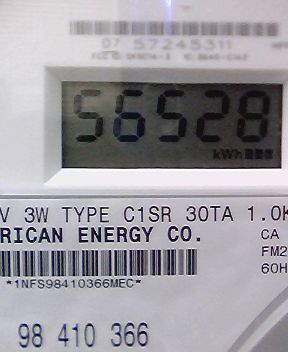 07 57245311
56528
kWh
V 3W TYPE C1SR 30TA 1.0K
RICAN ENERGY CO.
CA
FM2
60H
*1NFS98410366MEC*
98 410 366